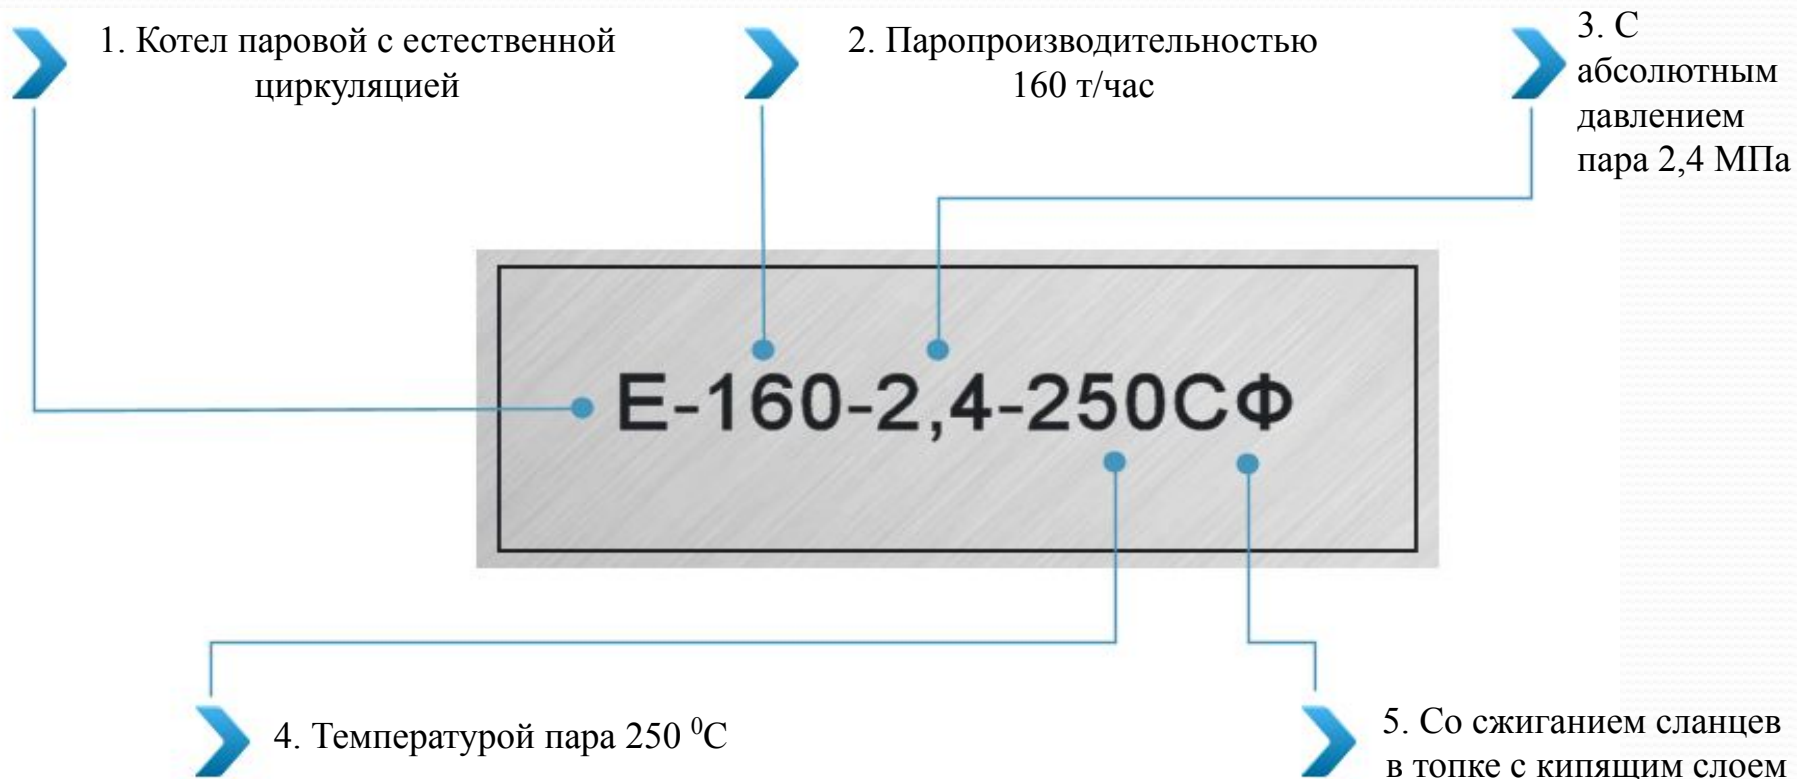 1. Котел паровой с естественной
циркуляцией
2. Паропроизводительностью
160 т/час
3. С
абсолютным
давлением
пара 2,4 МПа
Е-160-2,4-250СФ
4. Температурой пара 250 ⁰С
5. Со сжиганием сланцев
в топке с кипящим слоем